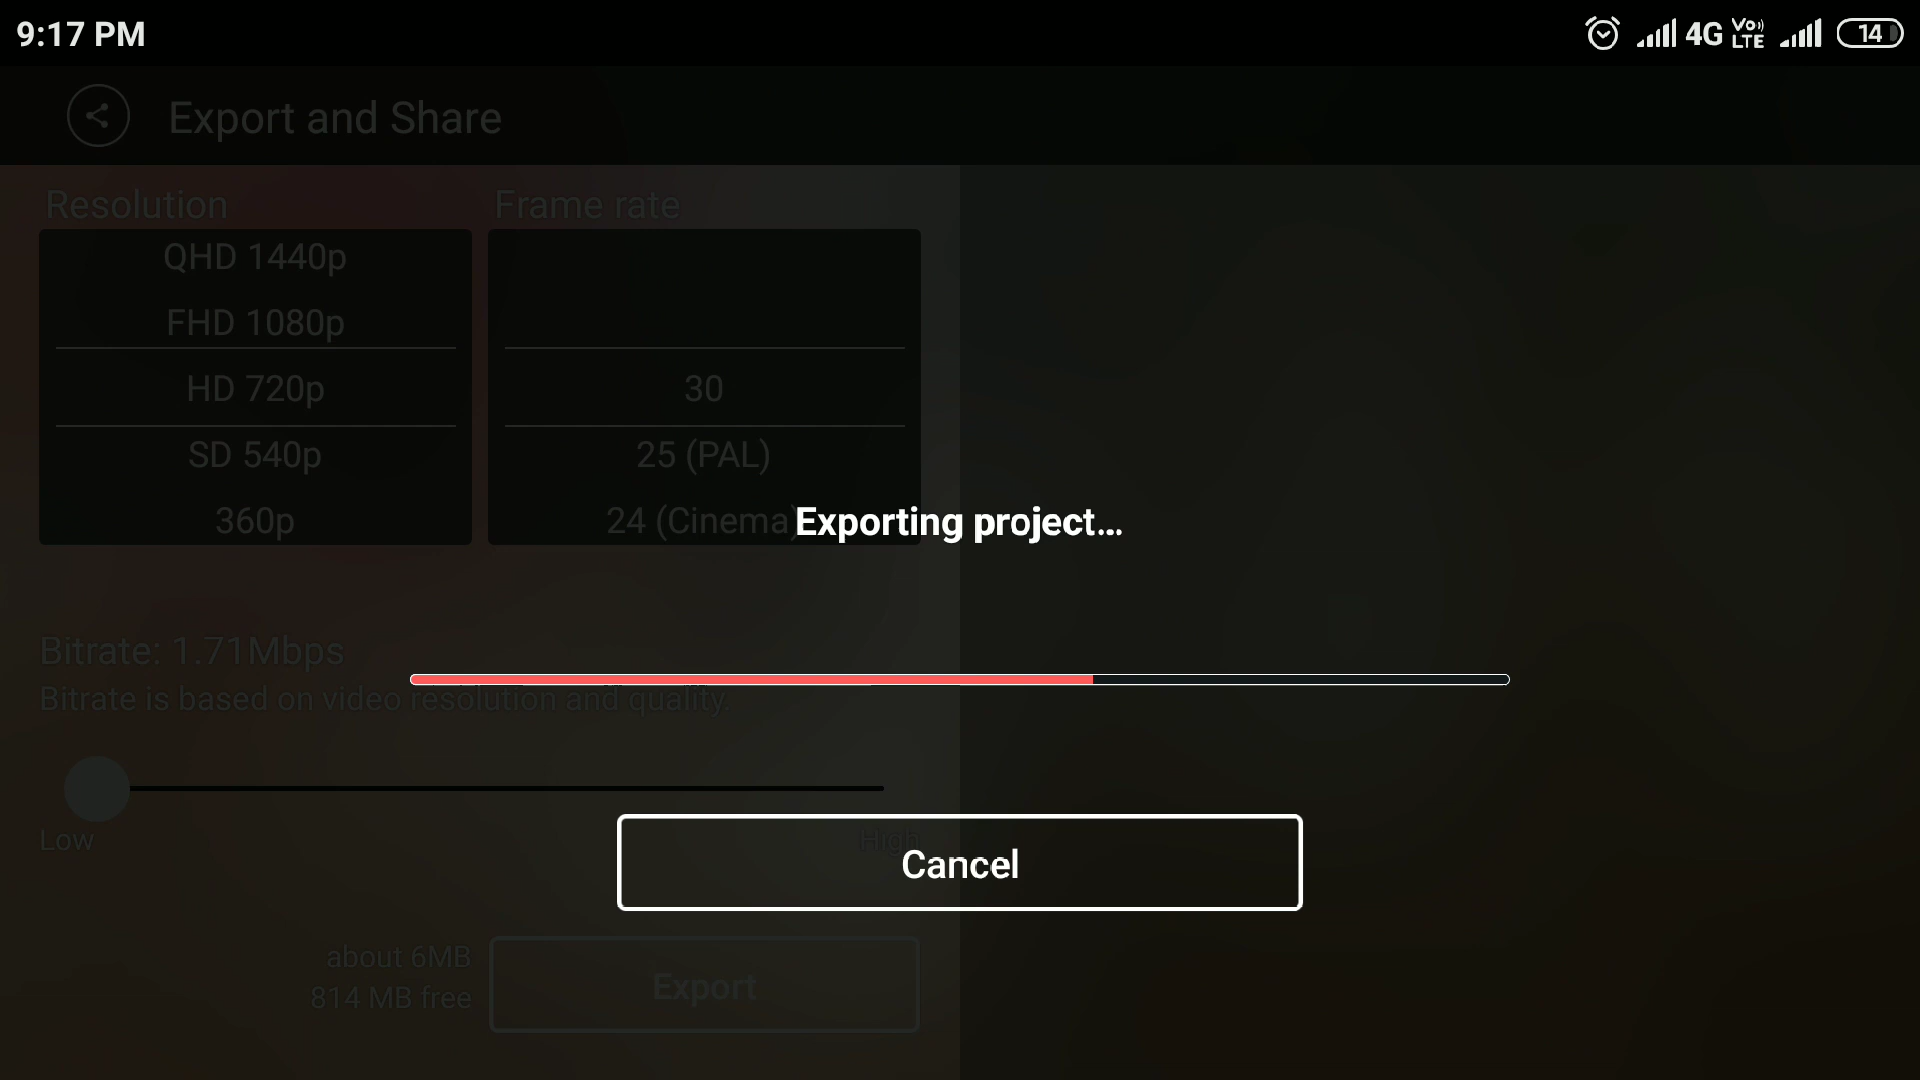 9:17 PM
4G VoLTE 14
Export and Share
Resolution
Frame rate
QHD 1440p
FHD 1080p
HD 720p
30
SD 540p
25 (PAL)
360p
24 (Cinema)
Exporting project...
Bitrate: 1.71Mbps
Bitrate is based on video resolution and quality.
Low
High
Cancel
about 6MB
814 MB free
Export